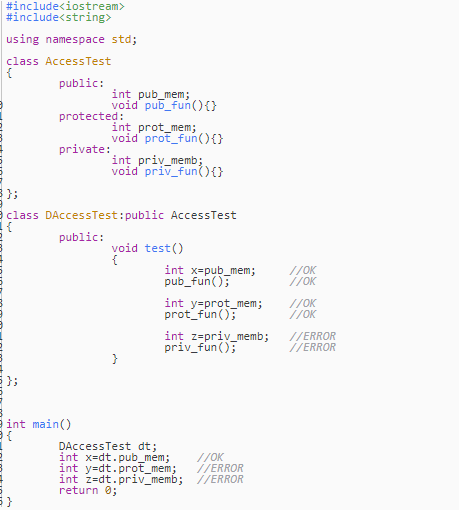 #include<iostream>
#include<string>
using namespace std;
class AccessTest
{
public:
int pub_mem;
void pub_fun(){}
protected:
int prot_mem;
void prot_fun(){}
private:
int priv_memb;
void priv_fun(){}
};
class DAccessTest:public AccessTest
{
public:
void test()
{
int x=pub_mem; //OK
pub_fun(); //OK
int y=prot_mem; //OK
prot_fun(); //OK
int z=priv_memb; //ERROR
priv_fun(); //ERROR
}
};
int main()
{
DAccessTest dt;
int x=dt.pub_mem; //OK
int y=dt.prot_mem; //ERROR
int z=dt.priv_memb; //ERROR
return 0;
}